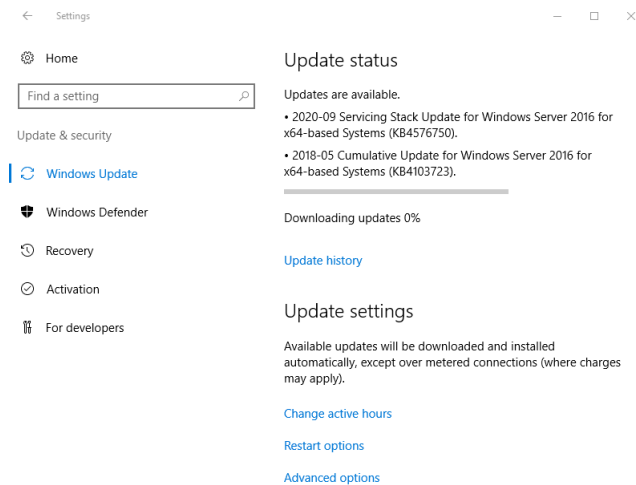 Settings
Home
Find a setting
Update & security
Windows Update
Windows Defender
Recovery
Activation
For developers
Update status
Updates are available.
• 2020-09 Servicing Stack Update for Windows Server 2016 for
x64-based Systems (KB4576750).
• 2018-05 Cumulative Update for Windows Server 2016 for
x64-based Systems (KB4103723).
Downloading updates 0%
Update history
Update settings
Available updates will be downloaded and installed
automatically, except over metered connections (where charges
may apply).
Change active hours
Restart options
Advanced options